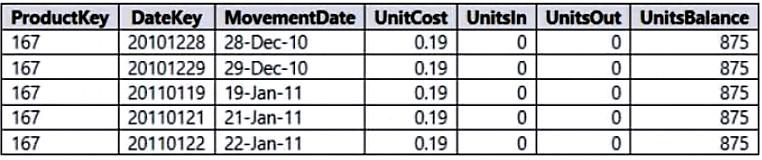 ProductKey DateKey MovementDate UnitCost UnitsIn UnitsOut UnitsBalance
167 20101228 28-Dec-10 0.19 0 0 875
167 20101229 29-Dec-10 0.19 0 0 875
167 20110119 19-Jan-11 0.19 0 0 875
167 20110121 21-Jan-11 0.19 0 0 875
167 20110122 22-Jan-11 0.19 0 0 875